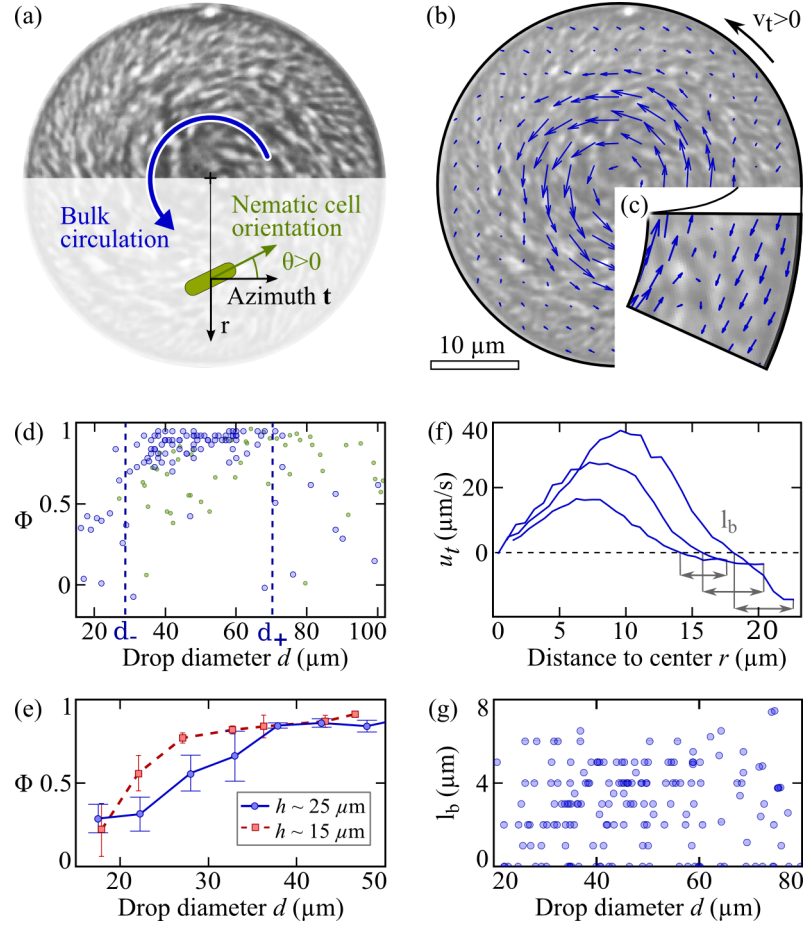 (a)
Bulk
circulation
Nematic cell
orientation
θ>0
Azimuth t
r
(b)
v_t>0
(c)
10 µm
(d)
Φ
1
0.5
0
20
40
60
80
100
d-
d+
Drop diameter d (µm)
(e)
Φ
1
0.5
0
20
30
40
50
h ~ 25 µm
h ~ 15 µm
Drop diameter d (µm)
(f)
u_t (µm/s)
40
20
0
l_b
0
5
10
15
20
Distance to center r (µm)
(g)
l_b (µm)
8
4
0
20
40
60
80
Drop diameter d (µm)